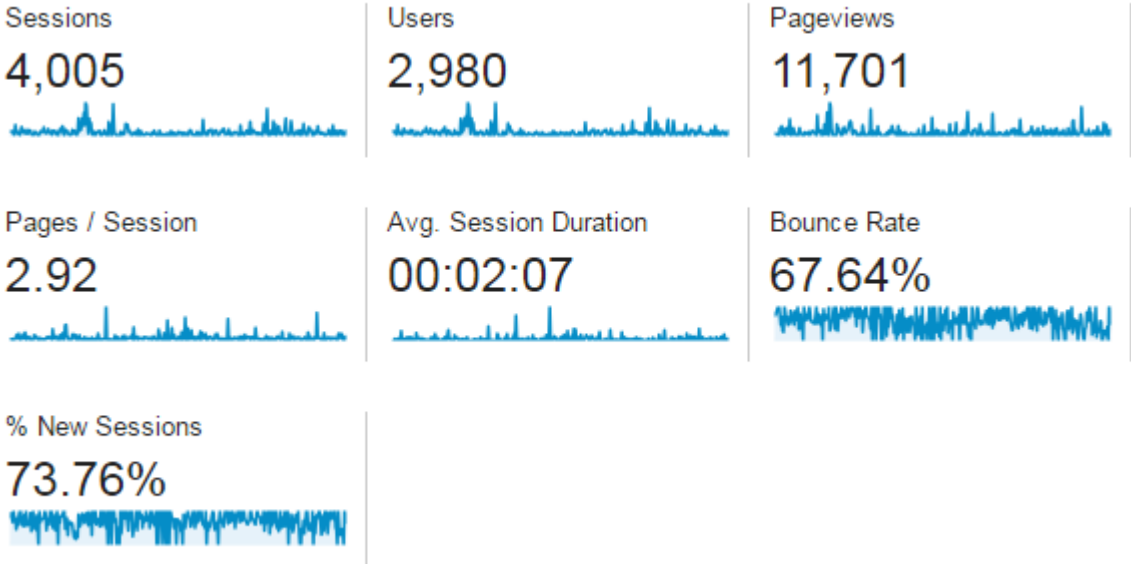 Sessions
4,005
Users
2,980
Pageviews
11,701
Pages / Session
2.92
Avg. Session Duration
00:02:07
Bounce Rate
67.64%
% New Sessions
73.76%